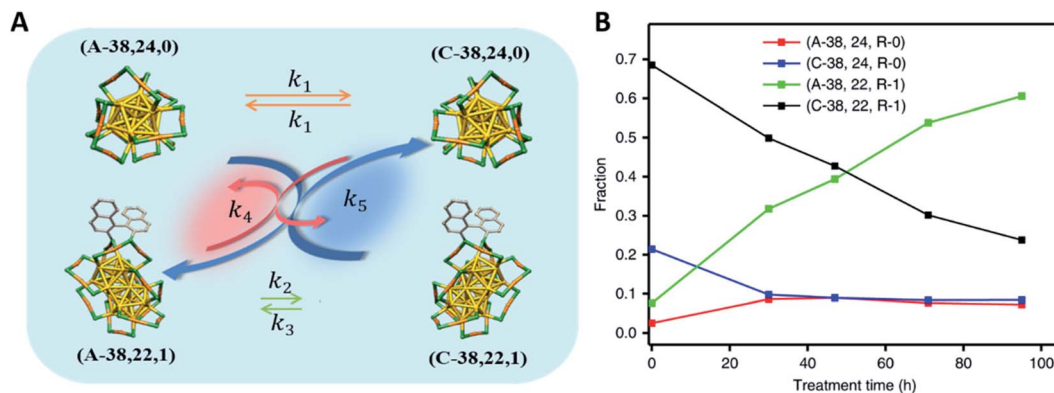 A
(A-38,24,0)
(C-38,24,0)
k₁
k₁
k₄
k₅
k₂
k₃
(A-38,22,1)
(C-38,22,1)
B
(A-38, 24, R-0)
(C-38, 24, R-0)
(A-38, 22, R-1)
(C-38, 22, R-1)
Fraction
0.7
0.6
0.5
0.4
0.3
0.2
0.1
0.0
0 20 40 60 80 100
Treatment time (h)